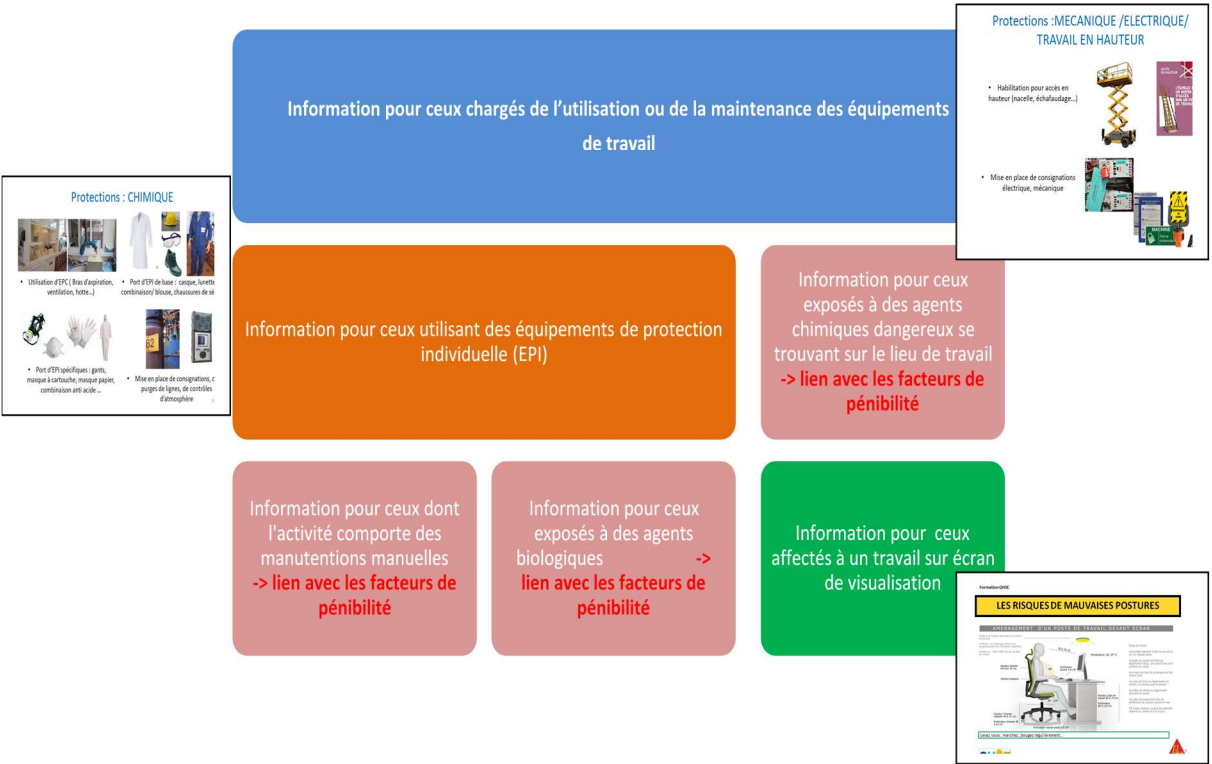 Information pour ceux chargés de l'utilisation ou de la maintenance des équipements
de travail
Protections :MECANIQUE /ELECTRIQUE/
TRAVAIL EN HAUTEUR
• Habilitation pour accès en
hauteur (nacelle, échafaudage...)
• Mise en place de consignations
électrique, mécanique
MACHINE
Protections : CHIMIQUE
• Utilisation d'EPC ( Bras d'aspiration,
ventilation, hotte...)
• Port d'EPI de base : casque, lunette
combinaison/ blouse, chaussures de sé
• Port d'EPI spécifiques : gants,
masque à cartouche, masque papier,
combinaison anti acide ...
• Mise en place de consignations, c
purges de lignes, de contrôles
d'atmosphère
Information pour ceux utilisant des équipements de protection
individuelle (EPI)
Information pour ceux
exposés à des agents
chimiques dangereux se
trouvant sur le lieu de travail
-> lien avec les facteurs de
pénibilité
Information pour ceux dont
l'activité comporte des
manutentions manuelles
-> lien avec les facteurs de
pénibilité
Information pour ceux
exposés à des agents
biologiques ->
lien avec les facteurs de
pénibilité
Information pour ceux
affectés à un travail sur écran
de visualisation
Formation QHSE
LES RISQUES DE MAUVAISES POSTURES
AMENAGEMENT D'UN POSTE DE TRAVAIL DEVANT ECRAN